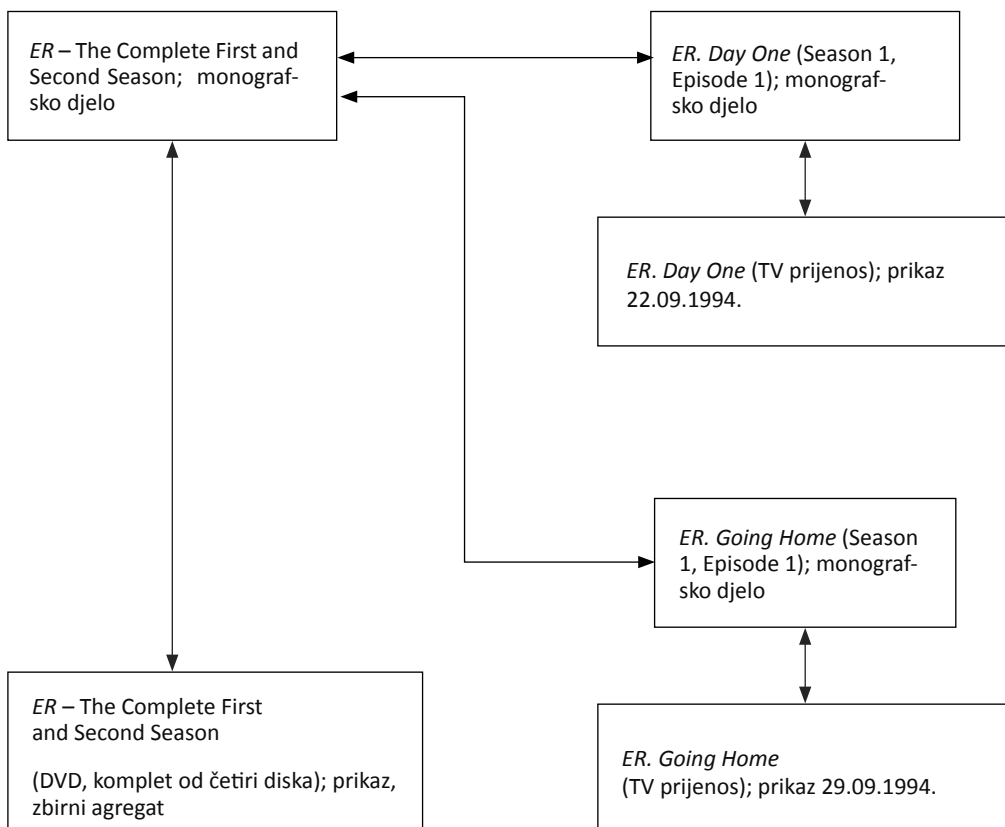 ER – The Complete First and
Second Season; monograf-
sko djelo
ER. Day One (Season 1,
Episode 1); monograf-
sko djelo
ER. Day One (TV prijenos); prikaz
22.09.1994.
ER. Going Home (Season
1, Episode 1); monograf-
sko djelo
ER – The Complete First
and Second Season
(DVD, komplet od četiri diska); prikaz,
zbirni agregat
ER. Going Home
(TV prijenos); prikaz 29.09.1994.